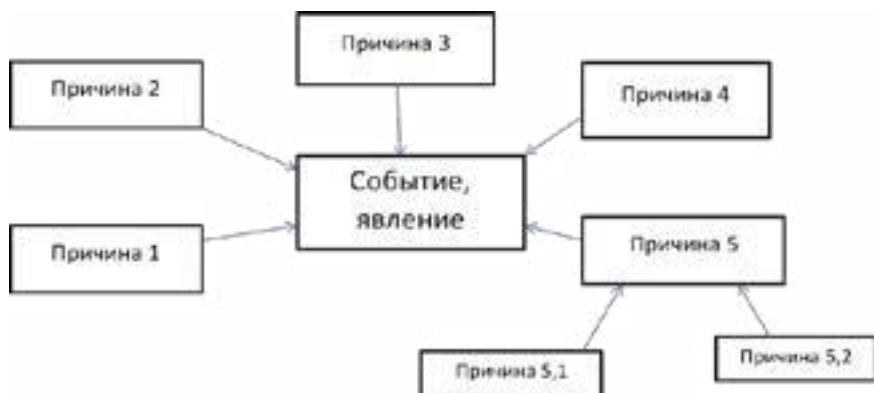 Причина 3
Причина 2
Причина 4
Событие,
явление
Причина 1
Причина 5
Причина 5,1
Причина 5,2